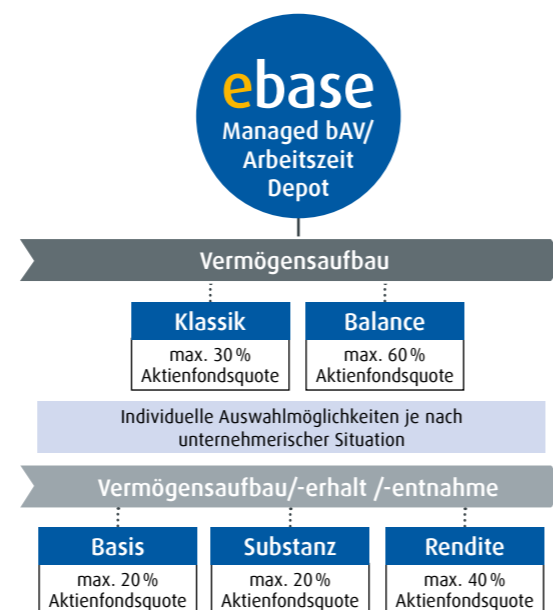 ebase
Managed bAV/
Arbeitszeit
Depot
Vermögensaufbau
Klassik
max. 30 %
Aktienfondsquote
Balance
max. 60 %
Aktienfondsquote
Individuelle Auswahlmöglichkeiten je nach
unternehmerischer Situation
Vermögensaufbau/-erhalt /-entnahme
Basis
max. 20 %
Aktienfondsquote
Substanz
max. 20 %
Aktienfondsquote
Rendite
max. 40 %
Aktienfondsquote